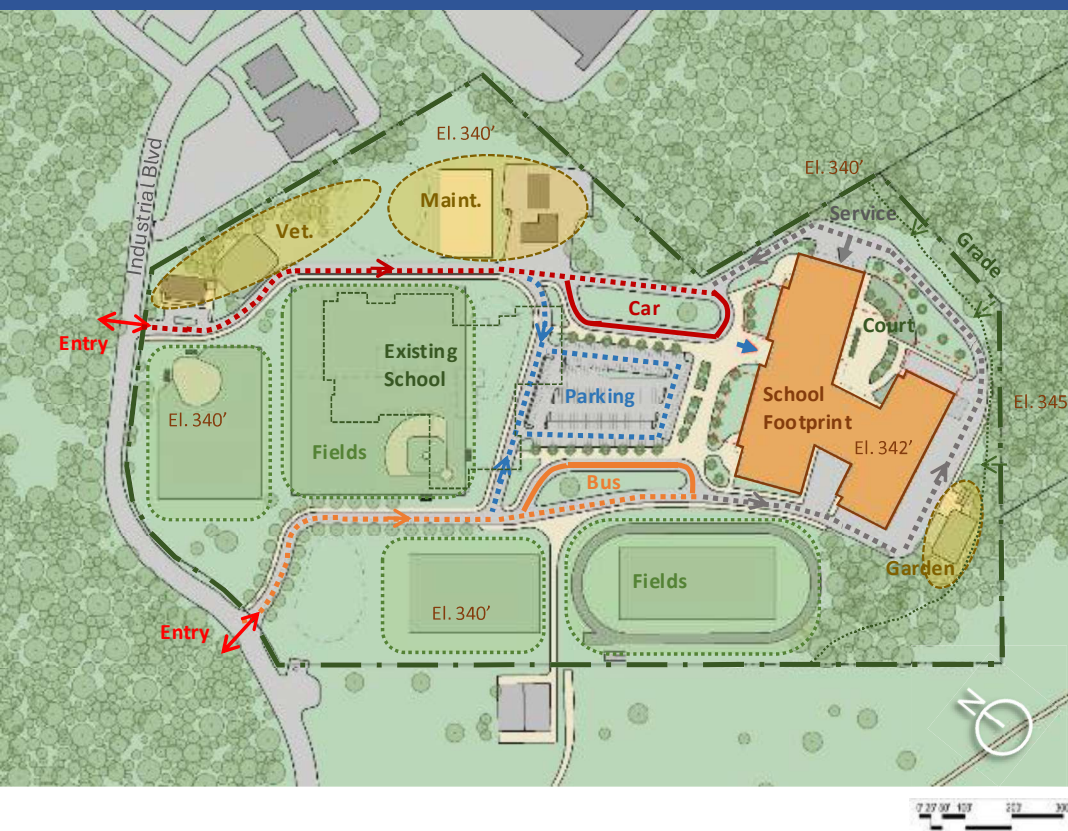 El. 340’
El. 340’
Industrial Blvd
Maint.
Service
Vet.
Grade
Car
Entry
Court
Existing
School
Parking
School
Footprint
El. 345
El. 340’
Fields
El. 342’
Bus
Garden
Fields
El. 340’
Entry
N